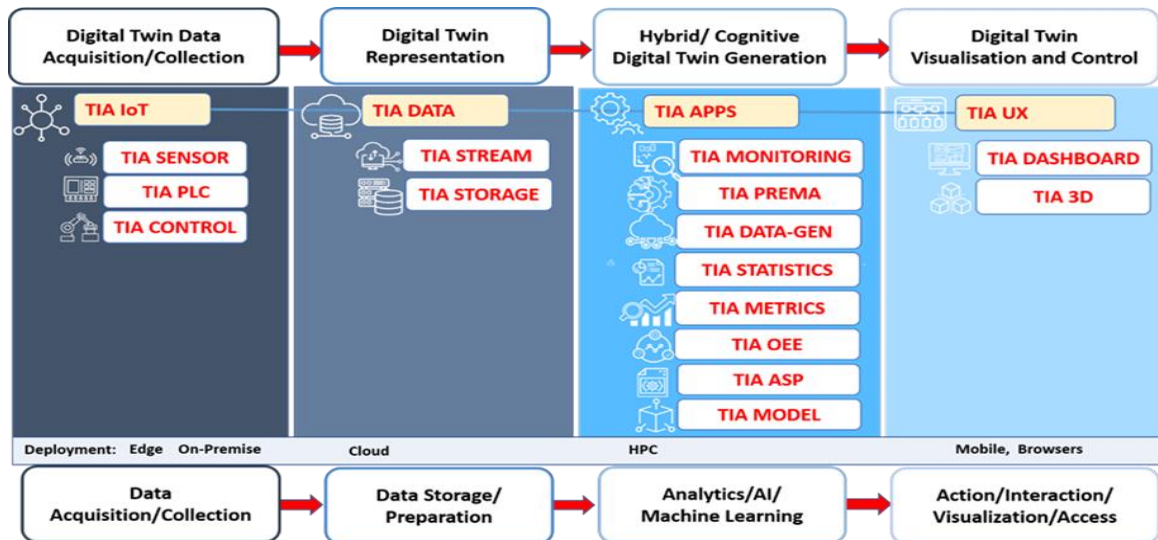 Digital Twin Data
Acquisition/Collection
Digital Twin
Representation
Hybrid/ Cognitive
Digital Twin Generation
Digital Twin
Visualisation and Control
TIA IoT
TIA SENSOR
TIA PLC
TIA CONTROL
TIA DATA
TIA STREAM
TIA STORAGE
TIA APPS
TIA MONITORING
TIA PREMA
TIA DATA-GEN
TIA STATISTICS
TIA METRICS
TIA OEE
TIA ASP
TIA MODEL
TIA UX
TIA DASHBOARD
TIA 3D
Deployment: Edge On-Premise
Cloud
HPC
Mobile, Browsers
Data
Acquisition/Collection
Data Storage/
Preparation
Analytics/AI/
Machine Learning
Action/Interaction/
Visualization/Access